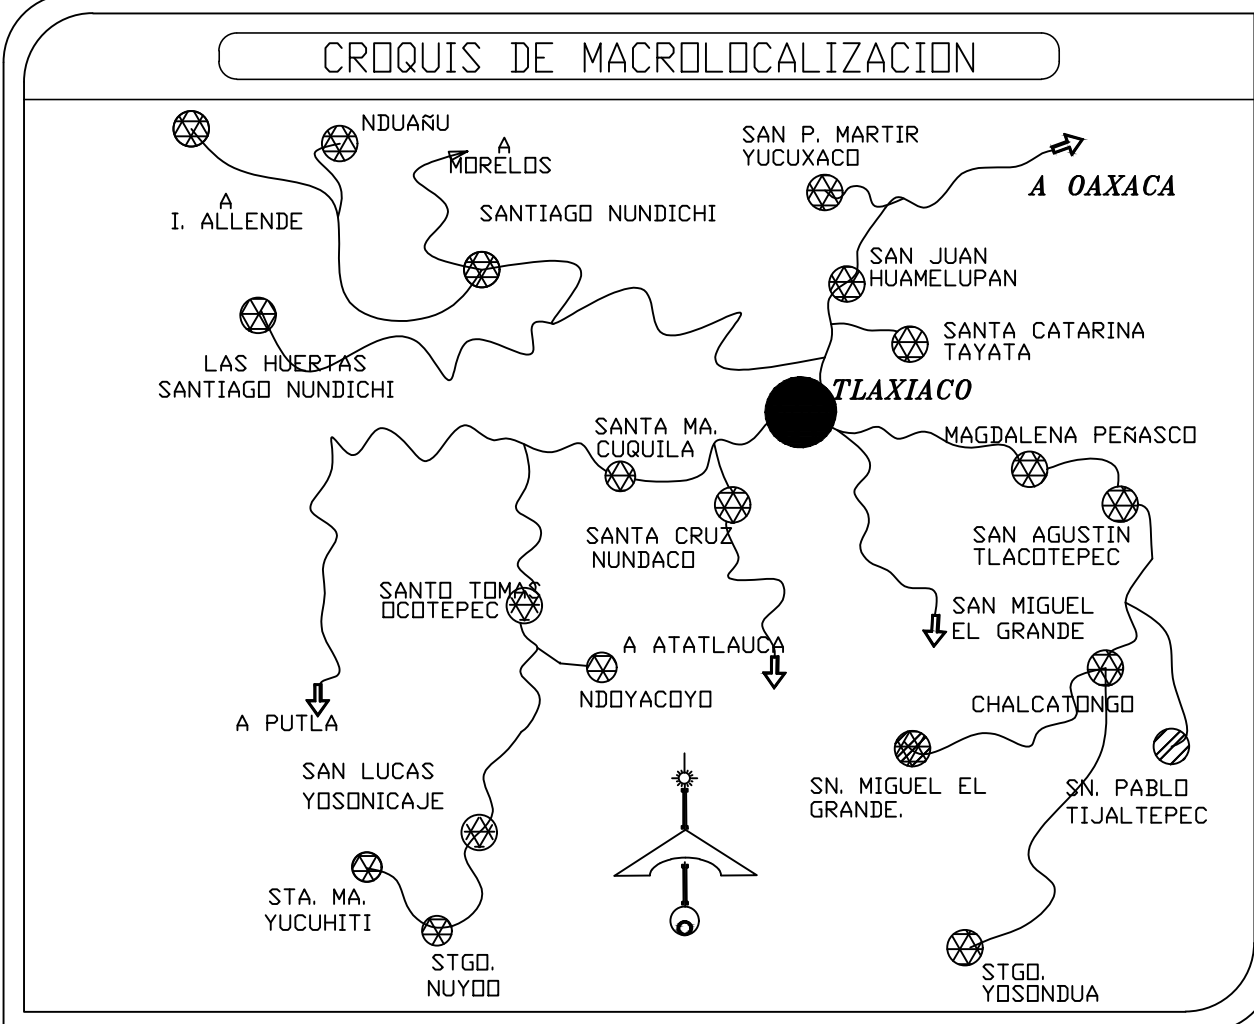 CROQUIS DE MACROLOCALIZACION
NDUAÑU
A
MORELOS
SAN P. MARTIR
YUCUXACO
A OAXACA
A
I. ALLENDE
SANTIAGO NUNDICHI
SAN JUAN
HUAMELUPAN
SANTA CATARINA
TAYATA
LAS HUERTAS
SANTIAGO NUNDICHI
TLAXIACO
SANTA MA.
CUQUILA
MAGDALENA PEÑASCO
SANTA CRUZ
NUNDACO
SAN AGUSTIN
TLACOTEPEC
SANTO TOMAS
OCOTEPEC
SAN MIGUEL
EL GRANDE
A ATATLAUCA
NDOYACOYO
CHALCATONGO
A PUTLA
SAN LUCAS
YOSONICAJE
SN. MIGUEL EL
GRANDE.
SN. PABLO
TIJALTEPEC
STA. MA.
YUCUHITI
STGO.
NUYOO
STGO.
YOSONDUA